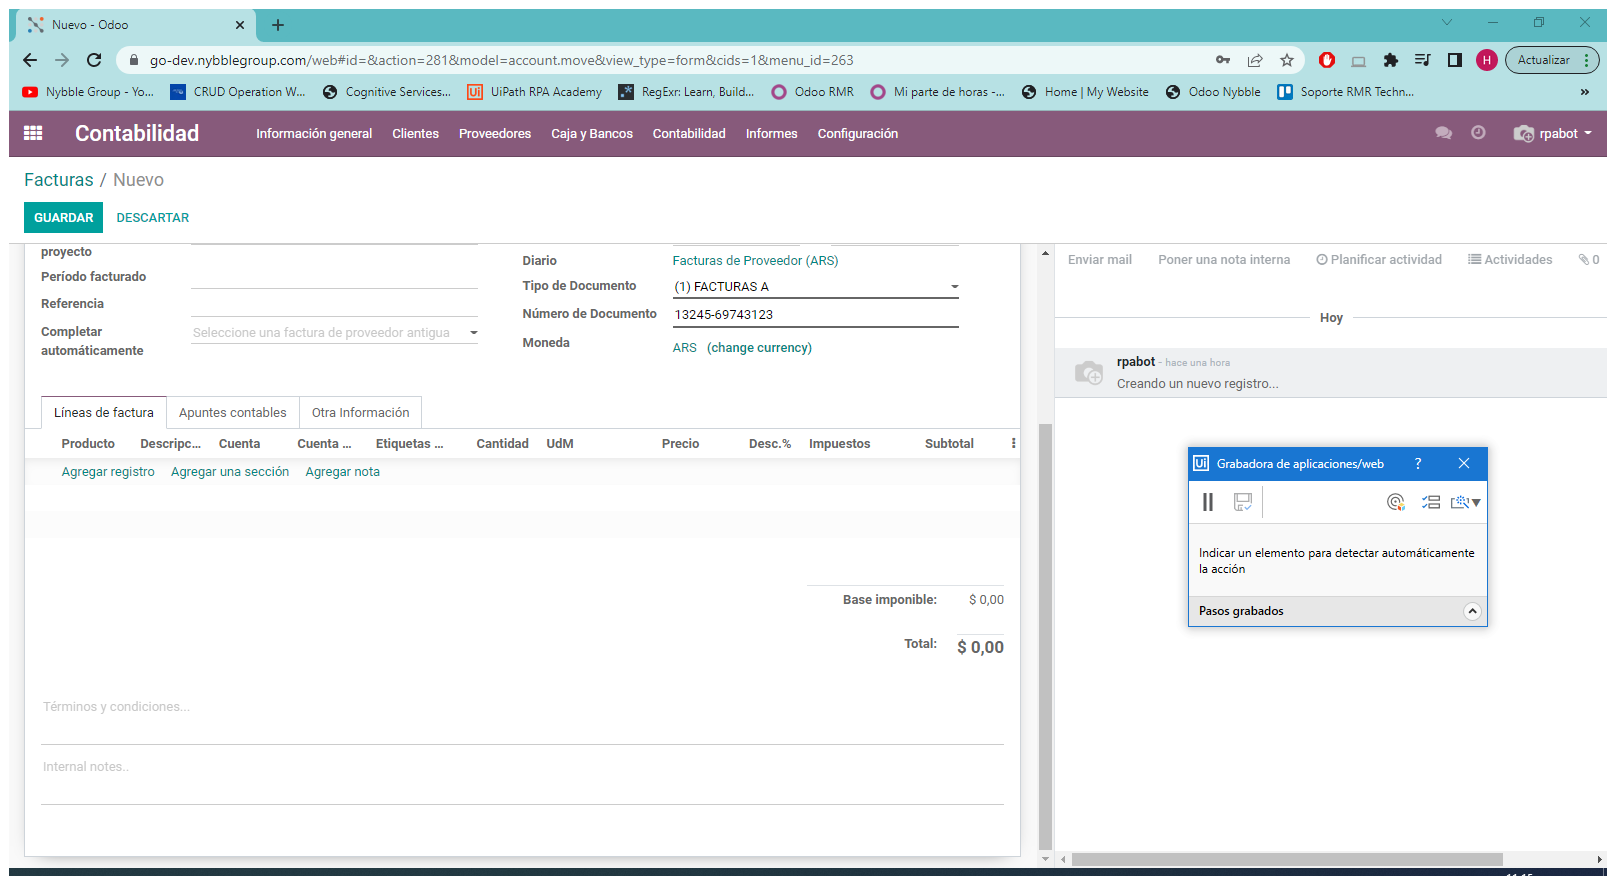 Nuevo - Odoo
go-dev.nybblegroup.com/web#id=&action=281&model=account.move&view_type=form&cids=1&menu_id=263
H
Actualizar
Nybble Group - Yo...
CRUD Operation W...
Cognitive Services...
Ui UiPath RPA Academy
RegExr: Learn, Build...
Odoo RMR
Mi parte de horas -...
Home | My Website
Odoo Nybble
Soporte RMR Techn...
»
Contabilidad
Información general
Clientes
Proveedores
Caja y Bancos
Contabilidad
Informes
Configuración
rpabot
Facturas / Nuevo
GUARDAR
DESCARTAR
proyecto
Período facturado
Referencia
Completar
automáticamente
Seleccione una factura de proveedor antigua
Diario
Facturas de Proveedor (ARS)
Tipo de Documento
(1) FACTURAS A
Número de Documento
13245-69743123
Moneda
ARS (change currency)
Enviar mail
Poner una nota interna
Planificar actividad
Actividades
0
Hoy
rpabot - hace una hora
Creando un nuevo registro...
Líneas de factura
Apuntes contables
Otra Información
Producto
Descripc...
Cuenta
Cuenta ...
Etiquetas ...
Cantidad
UdM
Precio
Desc.%
Impuestos
Subtotal
Agregar registro
Agregar una sección
Agregar nota
Base imponible:
$ 0,00
Total:
$ 0,00
Términos y condiciones...
Internal notes..
Ui Grabadora de aplicaciones/web ?
Indicar un elemento para detectar automáticamente
la acción
Pasos grabados